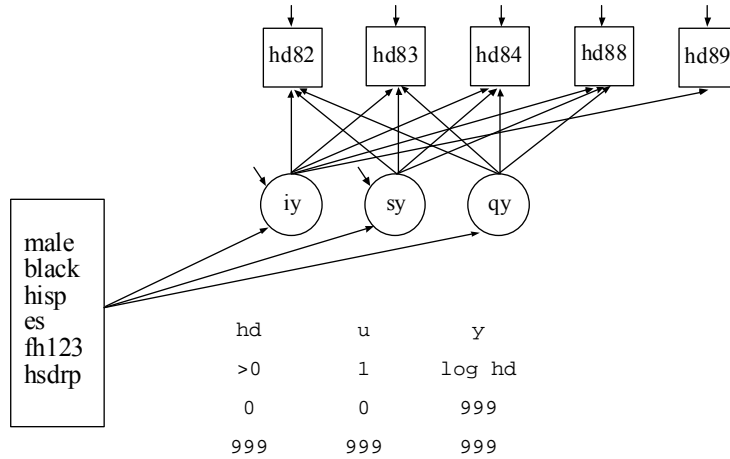 hd82 hd83 hd84 hd88 hd89
iy sy qy
male
black
hisp
es
fh123
hsdrp
hd u y
>0 1 log hd
0 0 999
999 999 999